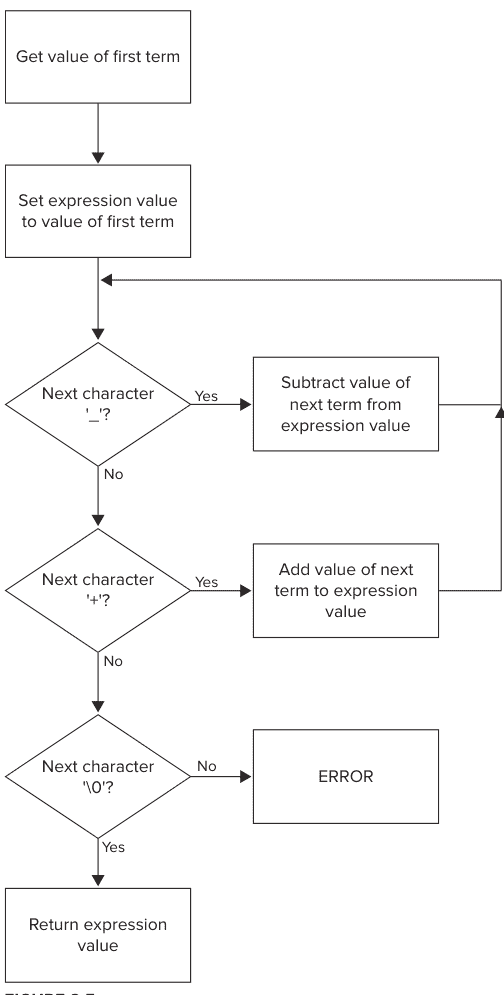 Get value of first term
Set expression value
to value of first term
Next character
'_'?
Yes
Subtract value of
next term from
expression value
No
Next character
'+'?
Yes
Add value of next
term to expression
value
No
Next character
'\0'?
No
ERROR
Yes
Return expression
value